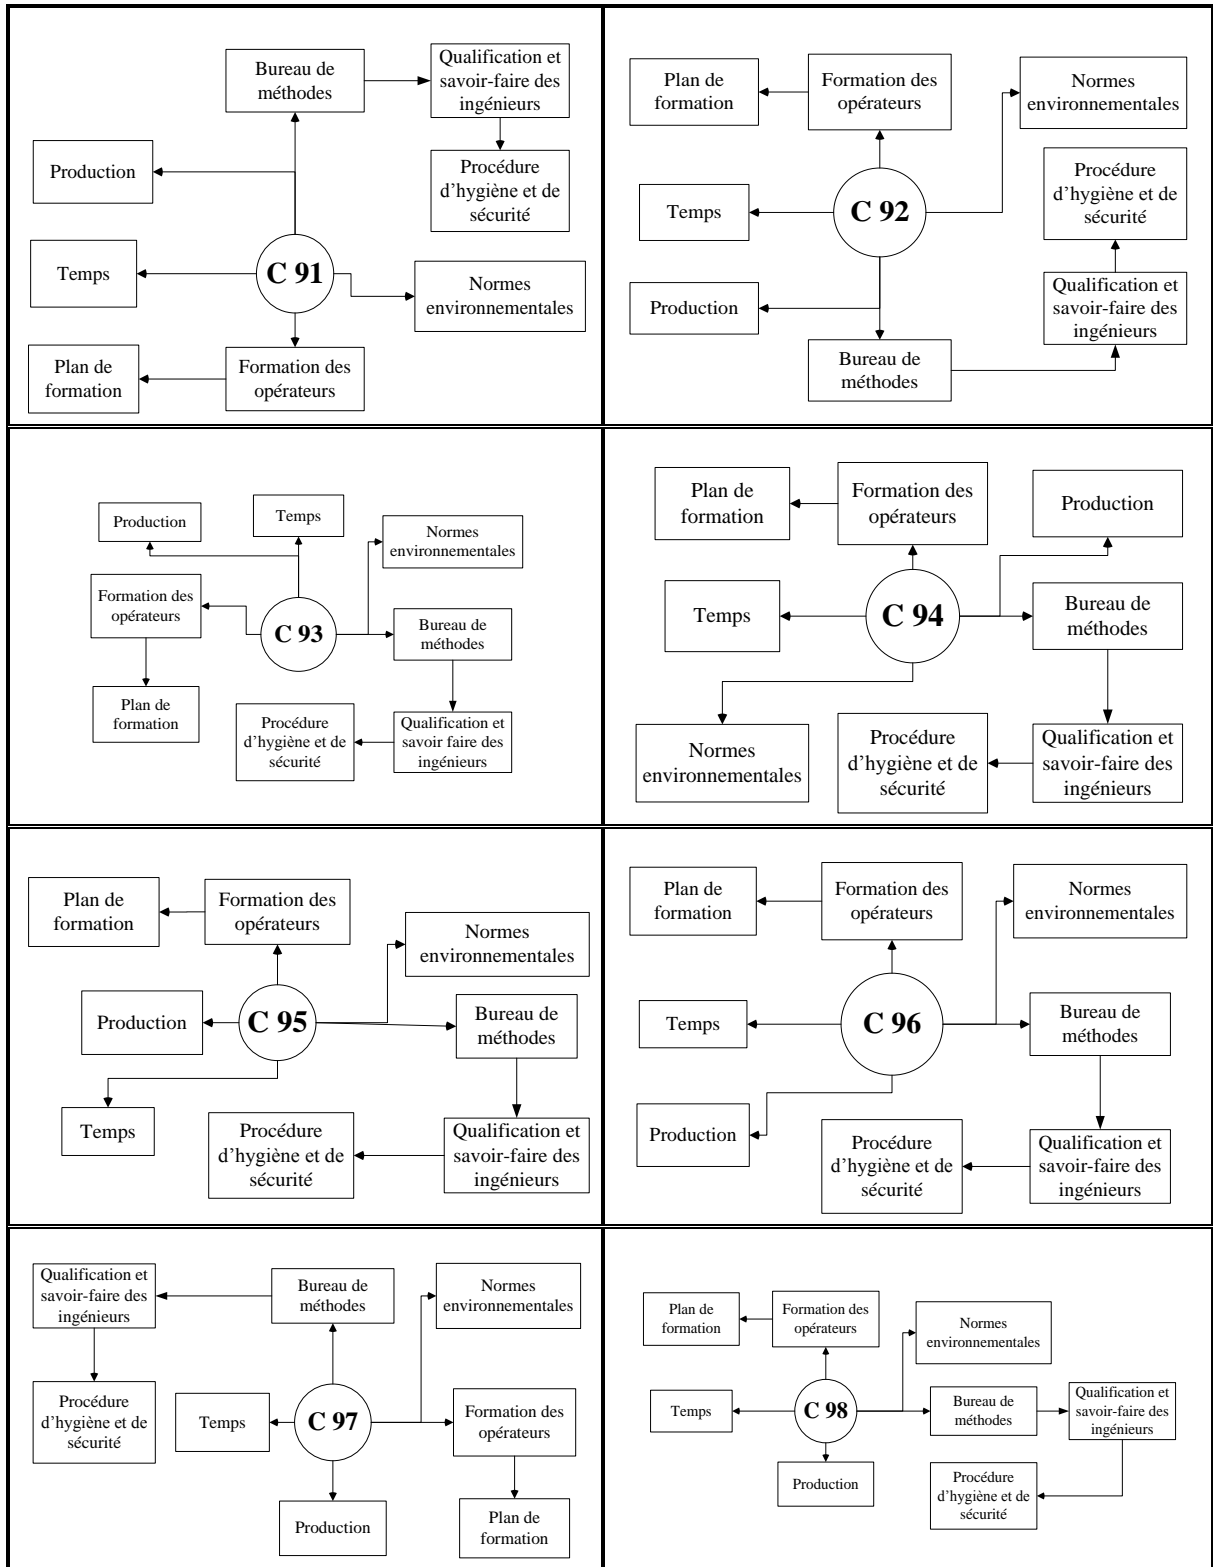 Bureau de
méthodes
Qualification et
savoir-faire des
ingénieurs
Production
Procédure
d'hygiène et de
sécurité
Temps
C 91
Normes
environnementales
Plan de
formation
Formation des
opérateurs
Plan de
formation
Formation des
opérateurs
Normes
environnementales
Procédure
d'hygiène et de
sécurité
Temps
C 92
Production
Qualification et
savoir-faire des
ingénieurs
Bureau de
méthodes
Production
Temps
Normes
environnementales
Formation des
opérateurs
C 93
Bureau de
méthodes
Plan de
formation
Procédure
d'hygiène et de
sécurité
Qualification et
savoir faire des
ingénieurs
Plan de
formation
Formation des
opérateurs
Production
Temps
C 94
Bureau de
méthodes
Normes
environnementales
Procédure
d'hygiène et de
sécurité
Qualification et
savoir-faire des
ingénieurs
Plan de
formation
Formation des
opérateurs
Normes
environnementales
Production
C 95
Bureau de
méthodes
Temps
Procédure
d'hygiène et de
sécurité
Qualification et
savoir-faire des
ingénieurs
Plan de
formation
Formation des
opérateurs
Normes
environnementales
Temps
C 96
Bureau de
méthodes
Production
Procédure
d'hygiène et de
sécurité
Qualification et
savoir-faire des
ingénieurs
Qualification et
savoir-faire des
ingénieurs
Bureau de
méthodes
Normes
environnementales
Procédure
d'hygiène et de
sécurité
Temps
C 97
Formation des
opérateurs
Production
Plan de
formation
Plan de
formation
Formation des
opérateurs
Normes
environnementales
Temps
C 98
Bureau de
méthodes
Qualification et
savoir-faire des
ingénieurs
Production
Procédure
d'hygiène et de
sécurité